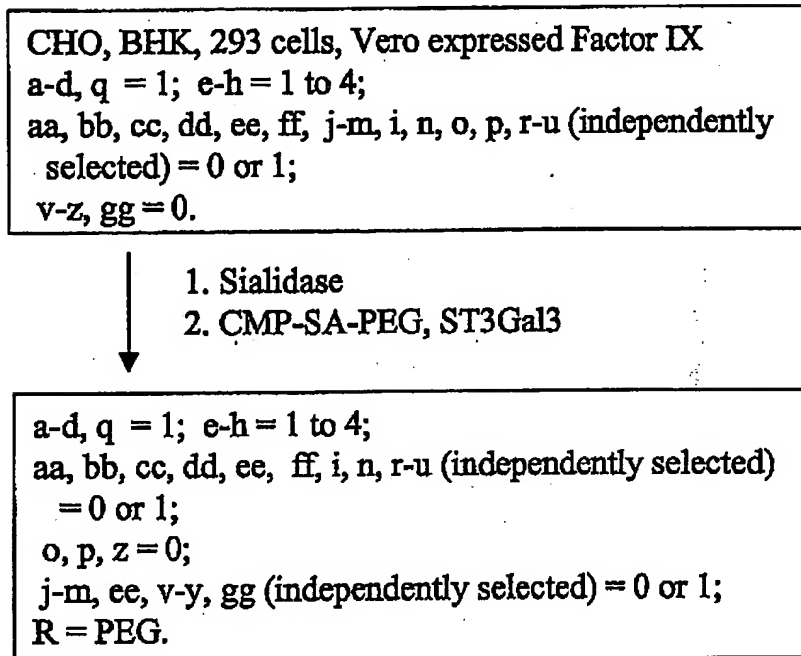 CHO, BHK, 293 cells, Vero expressed Factor IX
a-d, q = 1; e-h = 1 to 4;
aa, bb, cc, dd, ee, ff, j-m, i, n, o, p, r-u (independently
selected) = 0 or 1;
v-z, gg = 0.
1. Sialidase
2. CMP-SA-PEG, ST3Gal3
a-d, q = 1; e-h = 1 to 4;
aa, bb, cc, dd, ee, ff, i, n, r-u (independently selected)
= 0 or 1;
o, p, z = 0;
j-m, ee, v-y, gg (independently selected) = 0 or 1;
R = PEG.